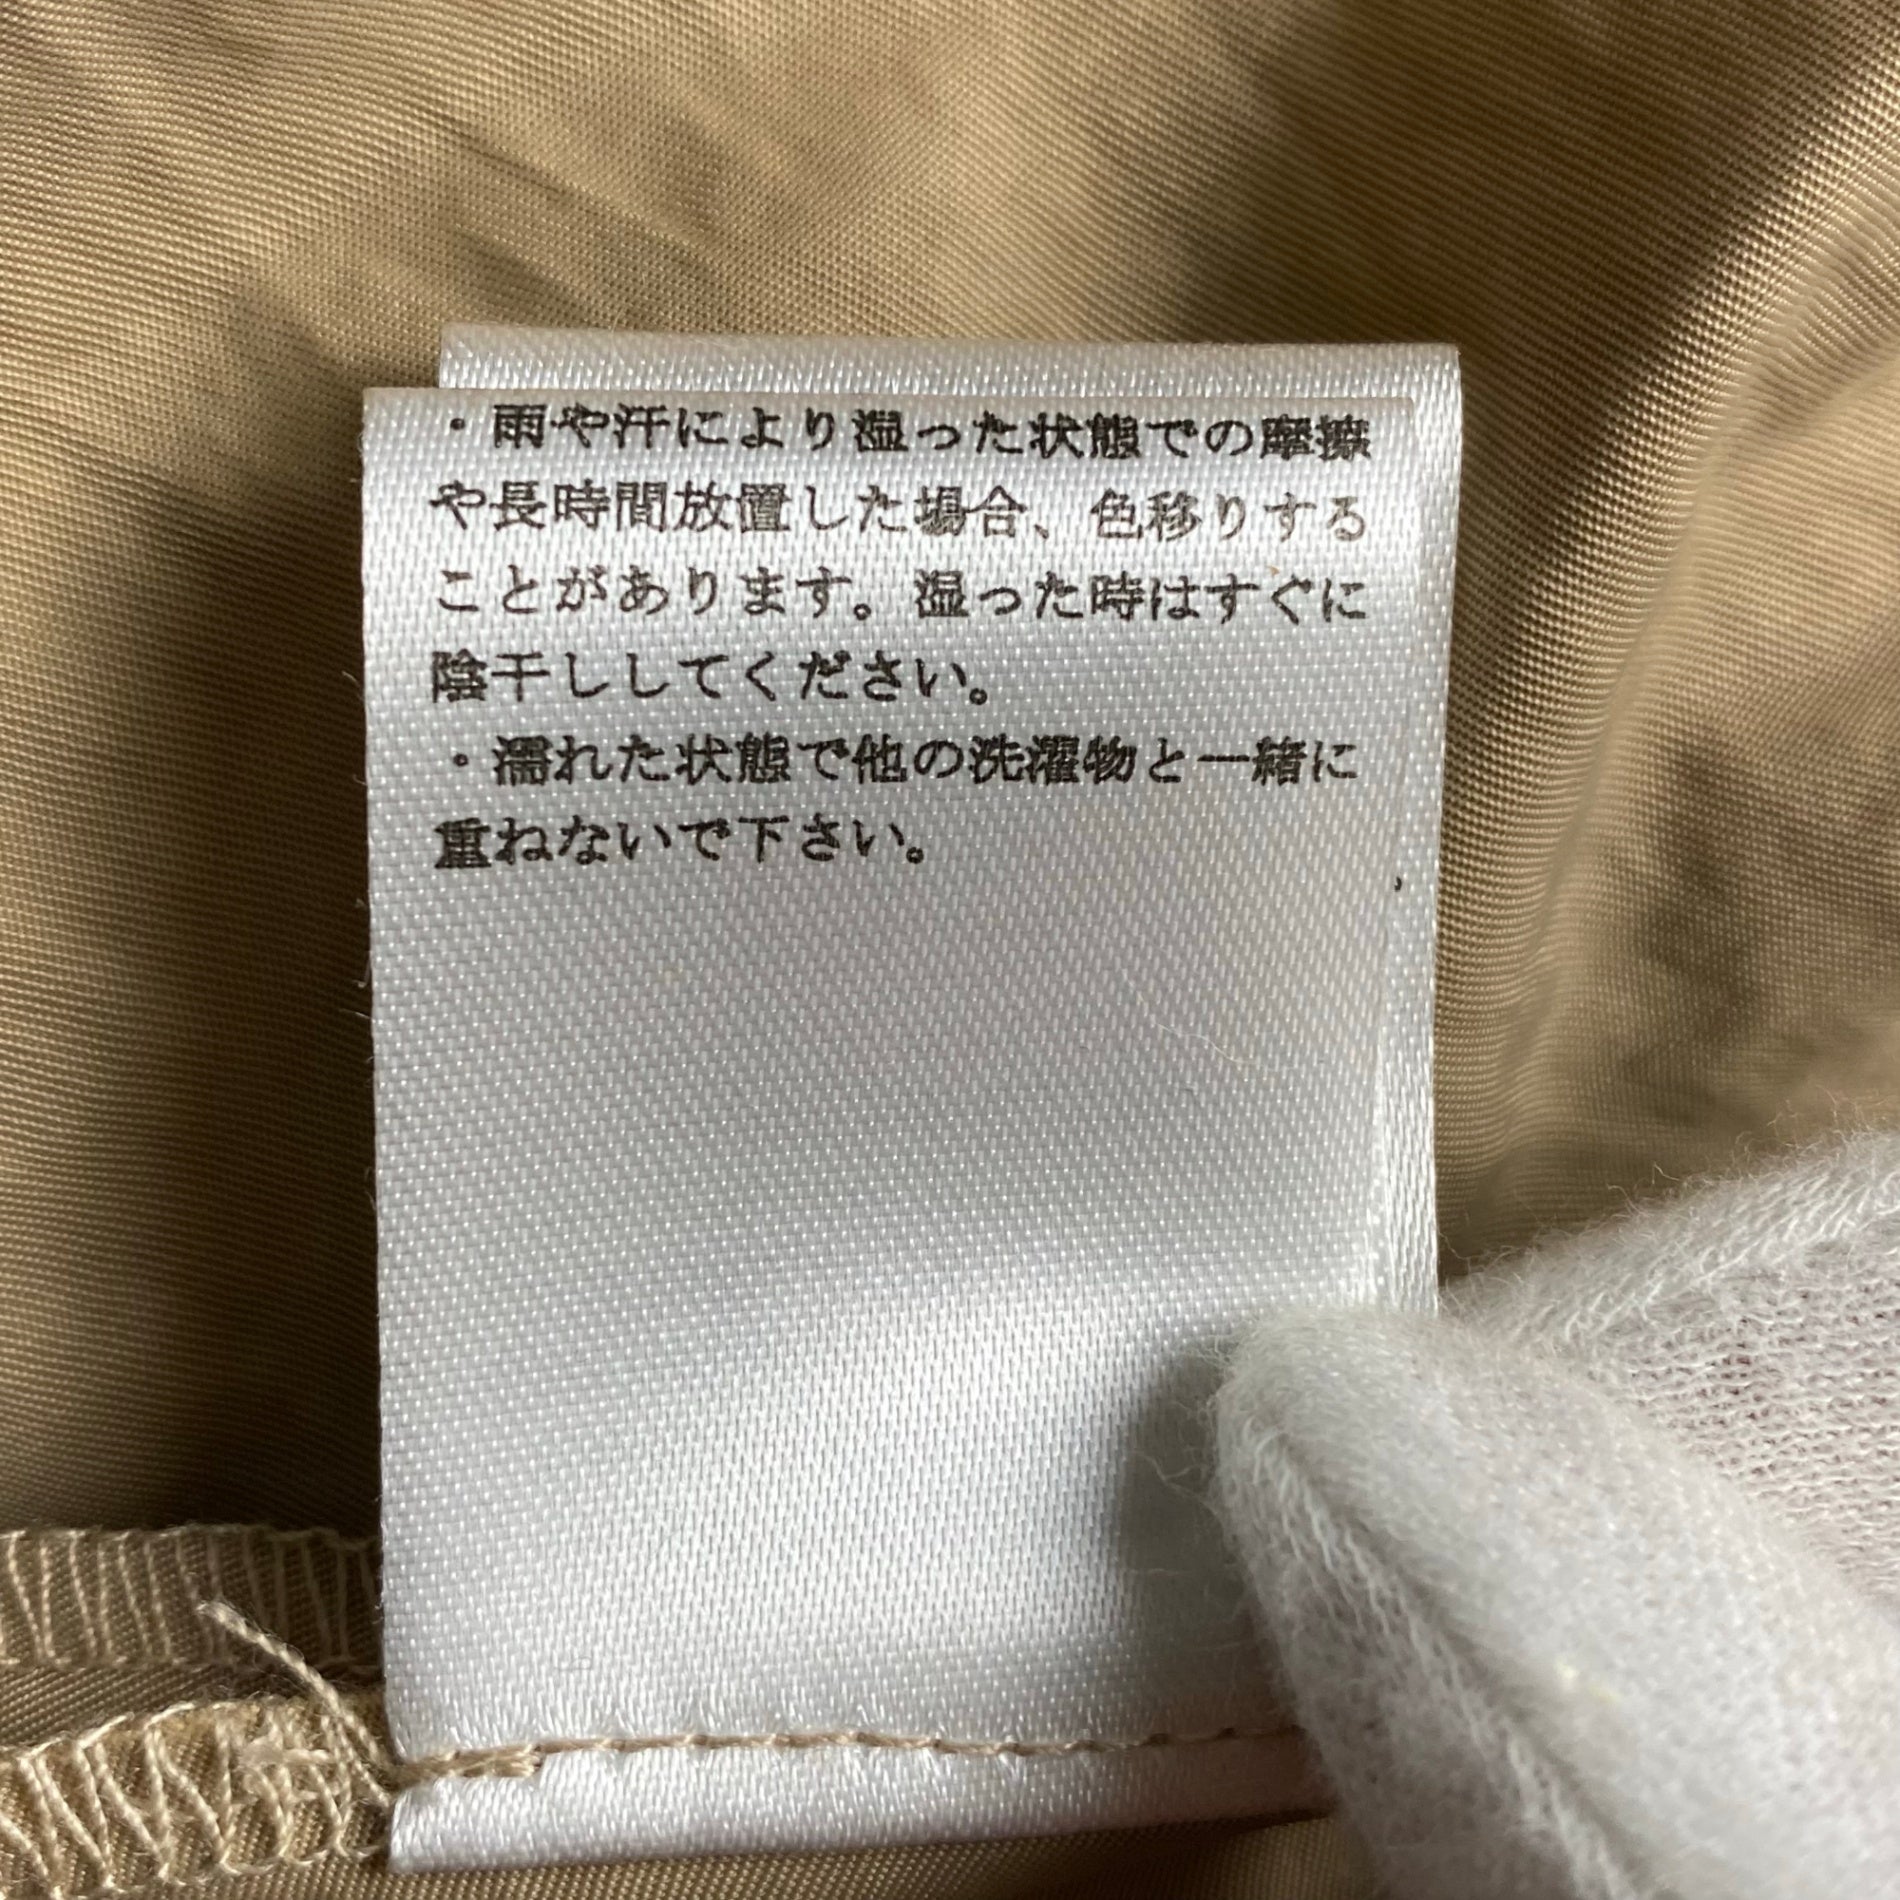 ・雨や汗により湿った状態での摩擦
や長時間放置した場合、色移りする
ことがあります。湿った時はすぐに
陰干ししてください。
・濡れた状態で他の洗濯物と一緒に
重ねないで下さい。